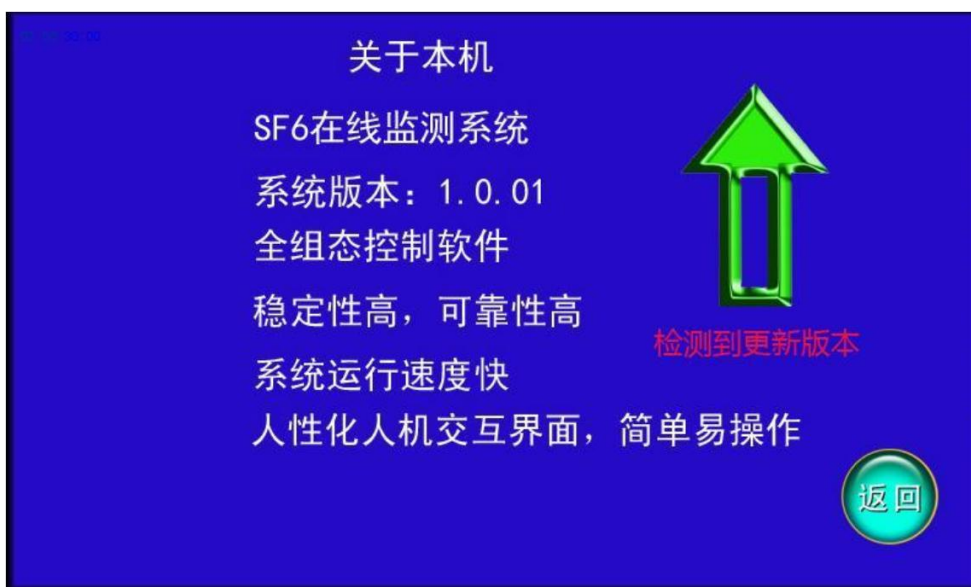 关于本机
SF6在线监测系统
系统版本：1.0.01
全组态控制软件
稳定性高，可靠性高
检测到更新版本
系统运行速度快
人性化人机交互界面，简单易操作
返回